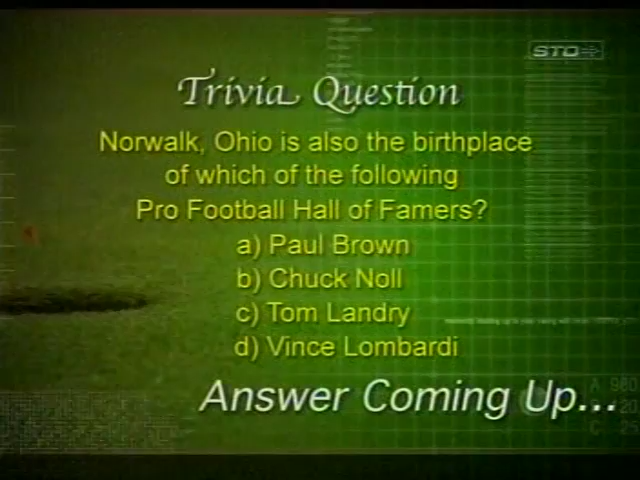 STO
Trivia Question
Norwalk, Ohio is also the birthplace
of which of the following
Pro Football Hall of Famers?
a) Paul Brown
b) Chuck Noll
c) Tom Landry
d) Vince Lombardi
Answer Coming Up...